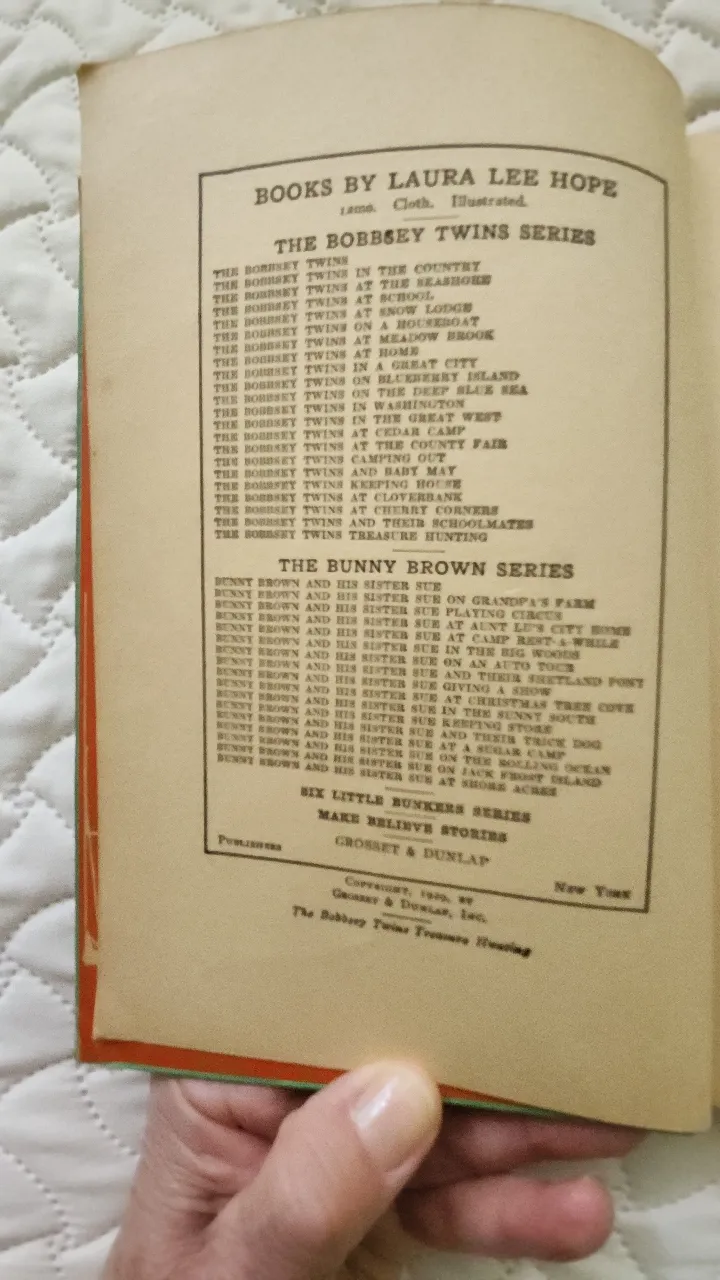 BOOKS BY LAURA LEE HOPE
12mo. Cloth. Illustrated.
THE BOBBSEY TWINS SERIES
THE BOBBSEY TWINS
THE BOBBSEY TWINS IN THE COUNTRY
THE BOBBSEY TWINS AT THE SEASHORE
THE BOBBSEY TWINS AT SCHOOL
THE BOBBSEY TWINS AT SNOW LODGE
THE BOBBSEY TWINS ON A HOUSEBOAT
THE BOBBSEY TWINS AT MEADOW BROOK
THE BOBBSEY TWINS AT HOME
THE BOBBSEY TWINS IN A GREAT CITY
THE BOBBSEY TWINS ON BLUEBERRY ISLAND
THE BOBBSEY TWINS ON THE DEEP BLUE SEA
THE BOBBSEY TWINS IN WASHINGTON
THE BOBBSEY TWINS IN THE GREAT WEST
THE BOBBSEY TWINS AT CEDAR CAMP
THE BOBBSEY TWINS AT THE COUNTY FAIR
THE BOBBSEY TWINS CAMPING OUT
THE BOBBSEY TWINS AND BABY MAY
THE BOBBSEY TWINS KEEPING HOUSE
THE BOBBSEY TWINS AT CLOVERBANK
THE BOBBSEY TWINS AT CHERRY CORNERS
THE BOBBSEY TWINS AND THEIR SCHOOLMATES
THE BOBBSEY TWINS TREASURE HUNTING
THE BUNNY BROWN SERIES
BUNNY BROWN AND HIS SISTER SUE
BUNNY BROWN AND HIS SISTER SUE ON GRANDPA'S FARM
BUNNY BROWN AND HIS SISTER SUE PLAYING CIRCUS
BUNNY BROWN AND HIS SISTER SUE AT AUNT LU'S CITY HOME
BUNNY BROWN AND HIS SISTER SUE AT CAMP REST-A-WHILE
BUNNY BROWN AND HIS SISTER SUE IN THE BIG WOODS
BUNNY BROWN AND HIS SISTER SUE ON AN AUTO TOUR
BUNNY BROWN AND HIS SISTER SUE AND THEIR SHETLAND PONY
BUNNY BROWN AND HIS SISTER SUE GIVING A SHOW
BUNNY BROWN AND HIS SISTER SUE AT CHRISTMAS TREE COVE
BUNNY BROWN AND HIS SISTER SUE IN THE SUNNY SOUTH
BUNNY BROWN AND HIS SISTER SUE KEEPING STORE
BUNNY BROWN AND HIS SISTER SUE AND THEIR TRICK DOG
BUNNY BROWN AND HIS SISTER SUE AT A SUGAR CAMP
BUNNY BROWN AND HIS SISTER SUE ON THE ROLLING OCEAN
BUNNY BROWN AND HIS SISTER SUE ON JACK FROST ISLAND
BUNNY BROWN AND HIS SISTER SUE AT SHORE ACRES
SIX LITTLE BUNKERS SERIES
MAKE BELIEVE STORIES
GROSSET & DUNLAP
PUBLISHERS NEW YORK
COPYRIGHT, 1929, BY
GROSSET & DUNLAP, INC.
The Bobbsey Twins Treasure Hunting